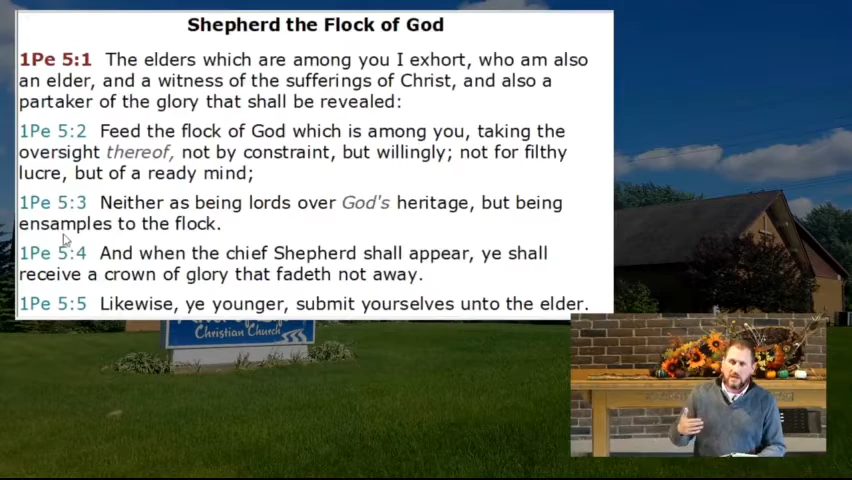 Shepherd the Flock of God
1Pe 5:1 The elders which are among you I exhort, who am also
an elder, and a witness of the sufferings of Christ, and also a
partaker of the glory that shall be revealed:
1Pe 5:2 Feed the flock of God which is among you, taking the
oversight thereof, not by constraint, but willingly; not for filthy
lucre, but of a ready mind;
1Pe 5:3 Neither as being lords over God's heritage, but being
ensamples to the flock.
1Pe 5:4 And when the chief Shepherd shall appear, ye shall
receive a crown of glory that fadeth not away.
1Pe 5:5 Likewise, ye younger, submit yourselves unto the elder.
Christian Church